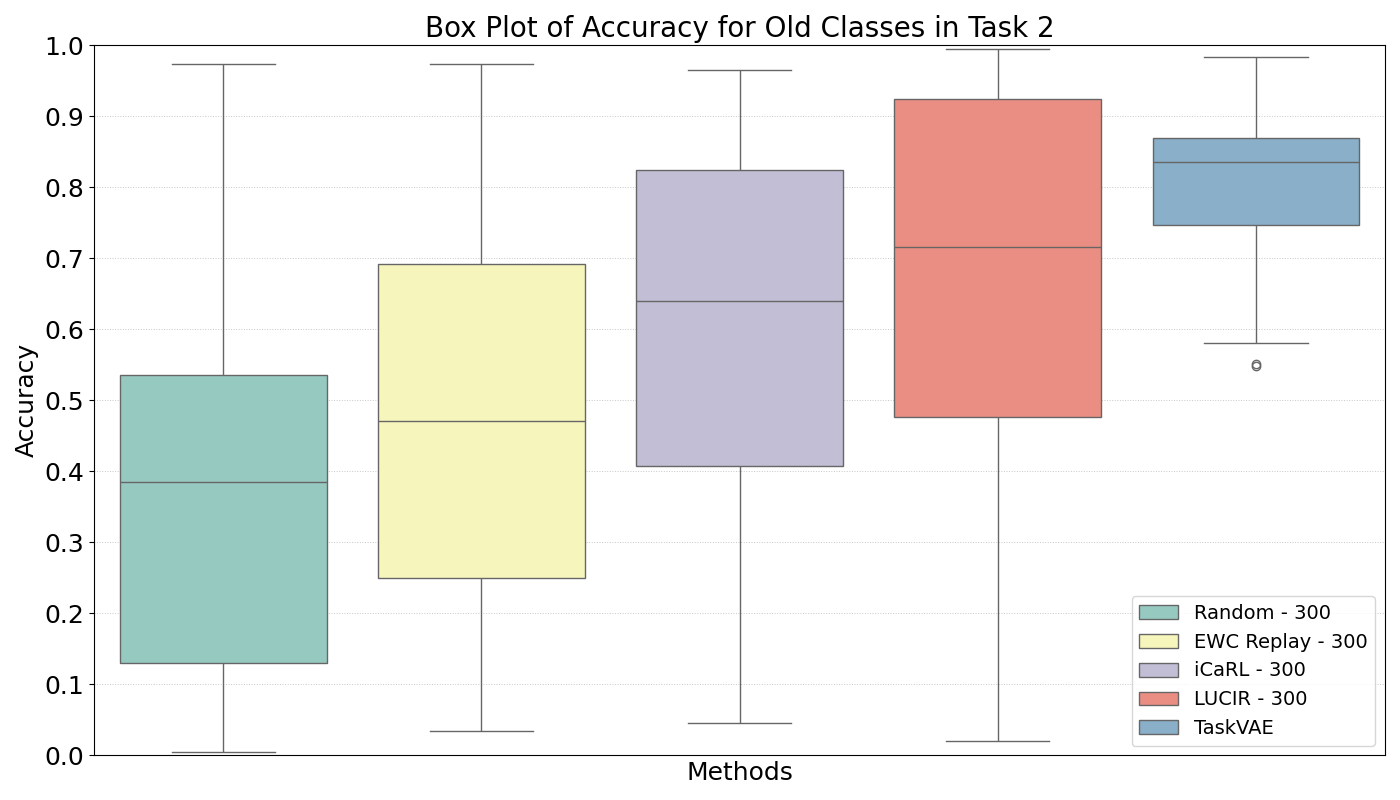 Box Plot of Accuracy for Old Classes in Task 2
1.0
0.9
0.8
0.7
0.6
0.5
0.4
0.3
0.2
0.1
0.0
Accuracy
Methods
Random - 300
EWC Replay - 300
iCaRL - 300
LUCIR - 300
TaskVAE